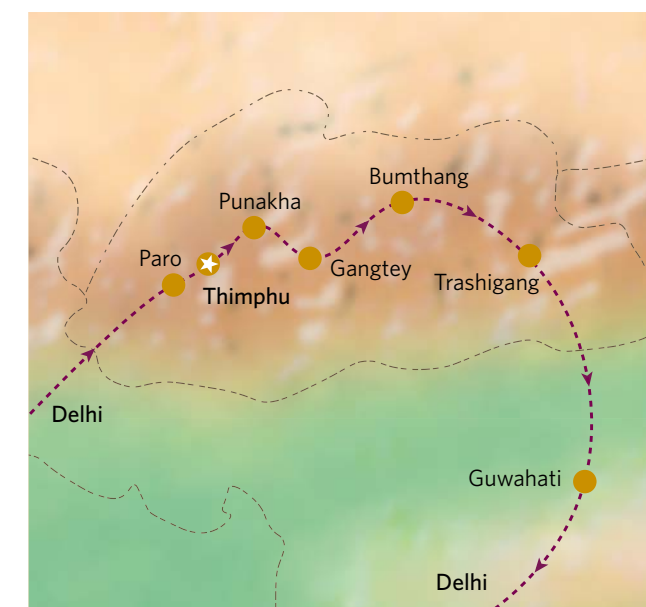 Bumthang
Punakha
Paro
Gangtey
Trashigang
Thimphu
Delhi
Guwahati
Delhi